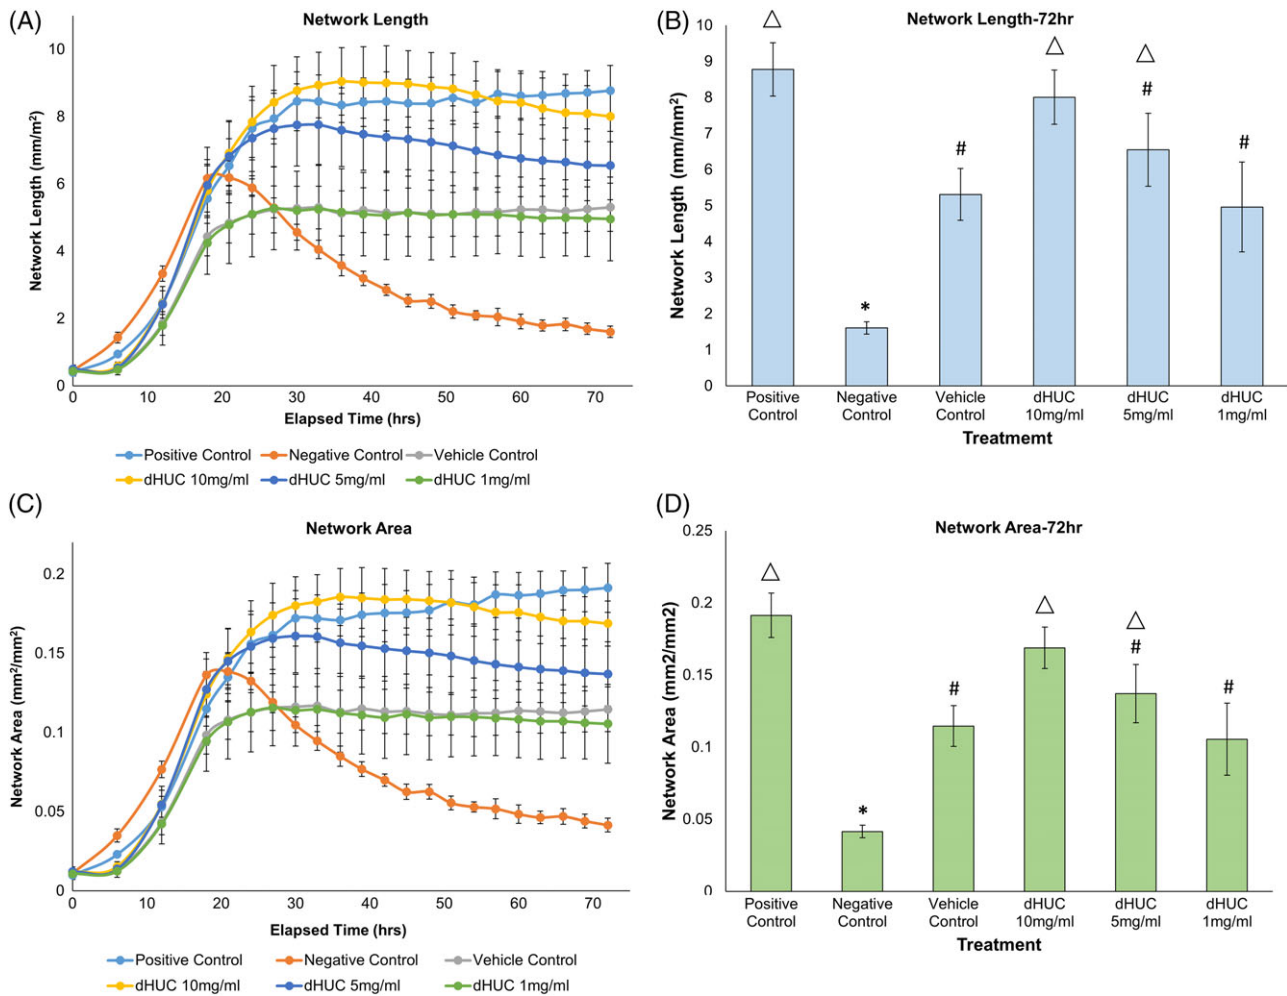 (A)
Network Length
Network Length (mm/m²)
10
8
6
4
2
0
0 10 20 30 40 50 60 70
Elapsed Time (hrs)
Positive Control Negative Control Vehicle Control
dHUC 10mg/ml dHUC 5mg/ml dHUC 1mg/ml
(B)
Network Length-72hr
Network Length (mm/mm²)
10
9
8
7
6
5
4
3
2
1
0
△ * # △ △ # #
Positive Negative Vehicle dHUC dHUC dHUC
Control Control Control 10mg/ml 5mg/ml 1mg/ml
Treatmemt
(C)
Network Area
Network Area (mm²/mm²)
0.2
0.15
0.1
0.05
0
0 10 20 30 40 50 60 70
Elapsed Time (hrs)
Positive Control Negative Control Vehicle Control
dHUC 10mg/ml dHUC 5mg/ml dHUC 1mg/ml
(D)
Network Area-72hr
Network Area (mm2/mm2)
0.25
0.2
0.15
0.1
0.05
0
△ * # △ △ # #
Positive Negative Vehicle dHUC dHUC dHUC
Control Control Control 10mg/ml 5mg/ml 1mg/ml
Treatment